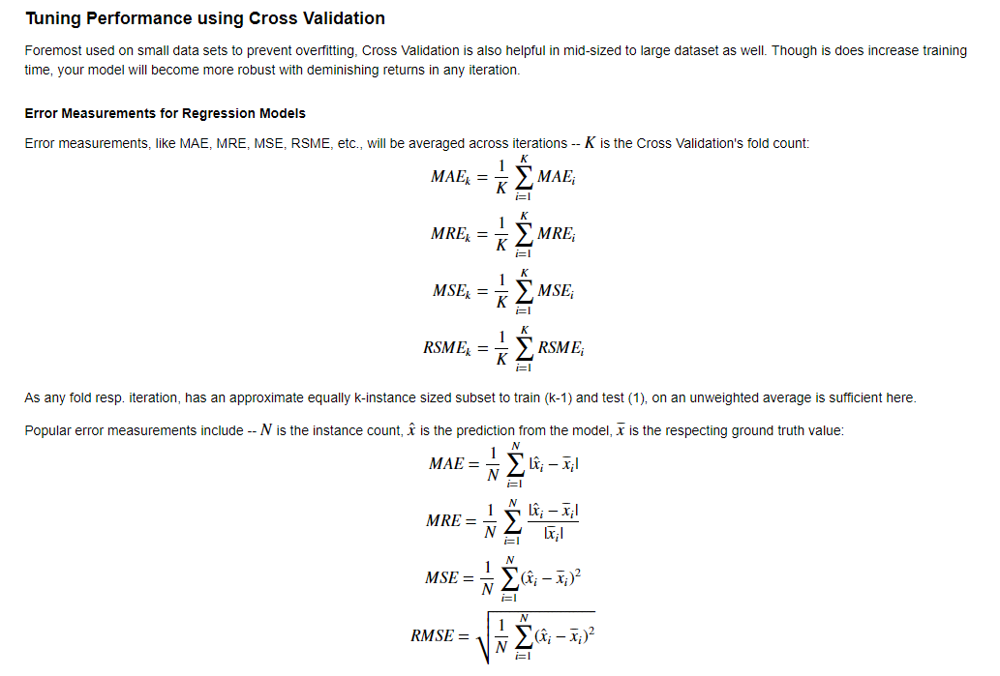 Tuning Performance using Cross Validation
Foremost used on small data sets to prevent overfitting, Cross Validation is also helpful in mid-sized to large dataset as well. Though is does increase training
time, your model will become more robust with deminishing returns in any iteration.
Error Measurements for Regression Models
Error measurements, like MAE, MRE, MSE, RSME, etc., will be averaged across iterations -- K is the Cross Validation's fold count:
MAE_k = \frac{1}{K} \sum_{i=1}^{K} MAE_i
MRE_k = \frac{1}{K} \sum_{i=1}^{K} MRE_i
MSE_k = \frac{1}{K} \sum_{i=1}^{K} MSE_i
RSME_k = \frac{1}{K} \sum_{i=1}^{K} RSME_i
As any fold resp. iteration, has an approximate equally k-instance sized subset to train (k-1) and test (1), on an unweighted average is sufficient here.
Popular error measurements include -- N is the instance count, \hat{x} is the prediction from the model, \bar{x} is the respecting ground truth value:
MAE = \frac{1}{N} \sum_{i=1}^{N} |\hat{x}_i - \bar{x}_i|
MRE = \frac{1}{N} \sum_{i=1}^{N} \frac{|\hat{x}_i - \bar{x}_i|}{|\bar{x}_i|}
MSE = \frac{1}{N} \sum_{i=1}^{N} (\hat{x}_i - \bar{x}_i)^2
RMSE = \sqrt{\frac{1}{N} \sum_{i=1}^{N} (\hat{x}_i - \bar{x}_i)^2}